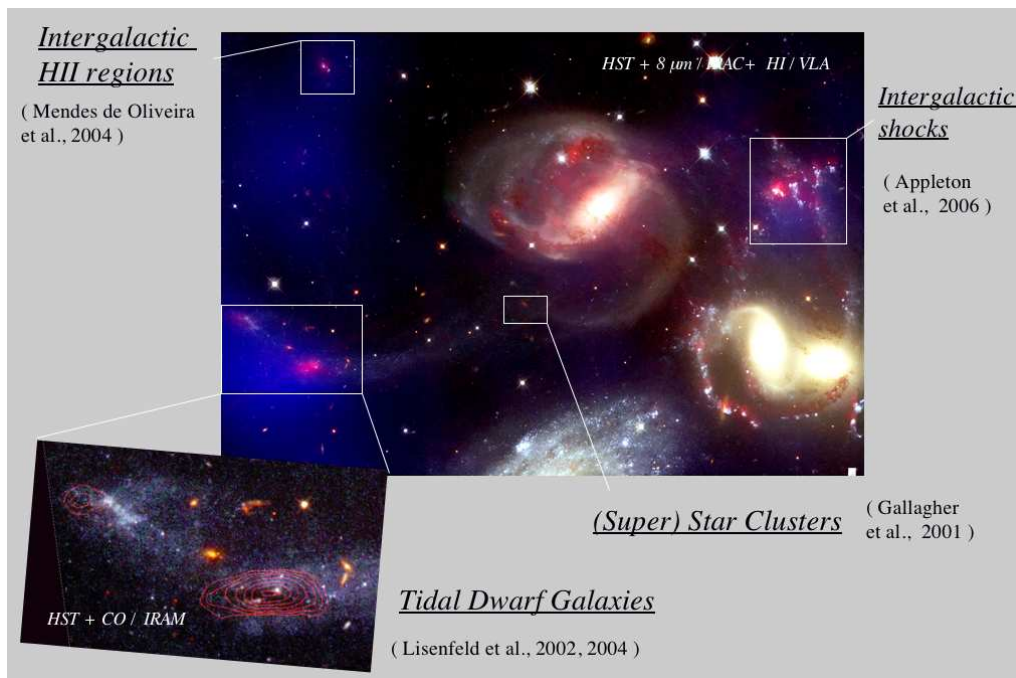 Intergalactic
HII regions
( Mendes de Oliveira
et al., 2004 )
HST + 8 μm / IRAC + HI / VLA
Intergalactic
shocks
( Appleton
et al., 2006 )
(Super) Star Clusters
( Gallagher
et al., 2001 )
HST + CO / IRAM
Tidal Dwarf Galaxies
( Lisenfeld et al., 2002, 2004 )